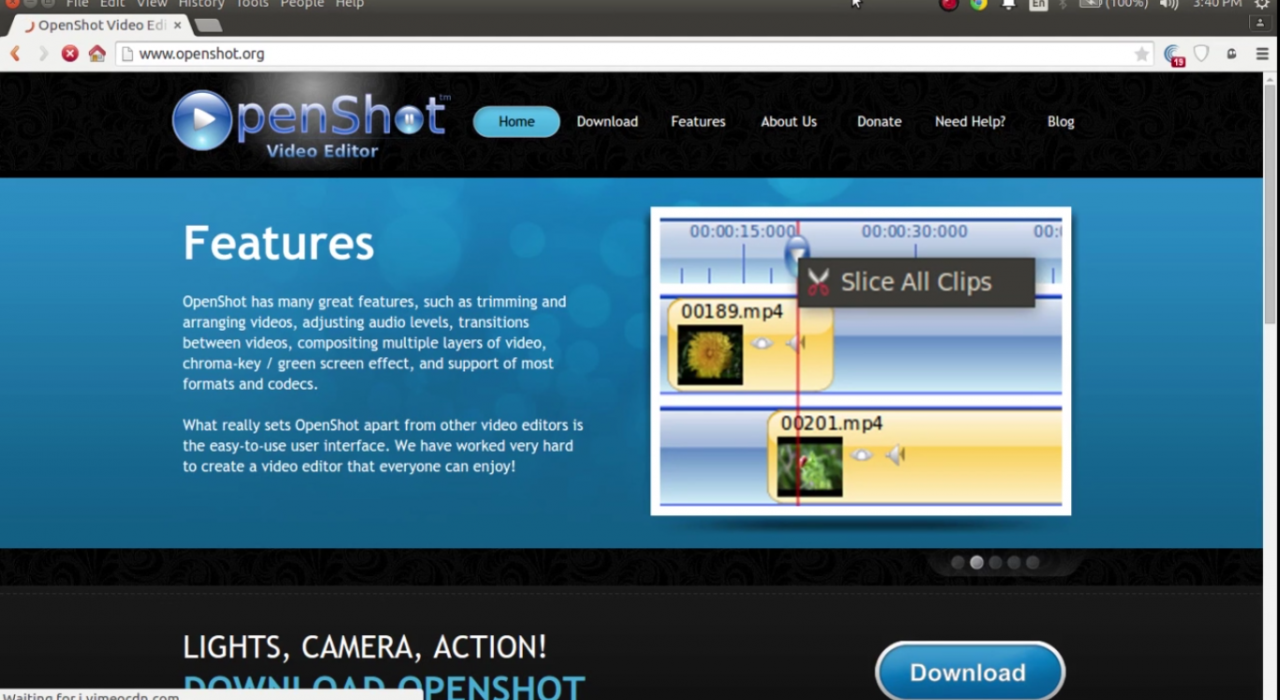 File Edit View History Tools People Help
En (100%) 3:40 PM
OpenShot Video Edi
www.openshot.org
19
OpenShot™
Video Editor
Home Download Features About Us Donate Need Help? Blog
Features
OpenShot has many great features, such as trimming and
arranging videos, adjusting audio levels, transitions
between videos, compositing multiple layers of video,
chroma-key / green screen effect, and support of most
formats and codecs.
What really sets OpenShot apart from other video editors is
the easy-to-use user interface. We have worked very hard
to create a video editor that everyone can enjoy!
00:00:15:000 00:00:30:000 00:0
Slice All Clips
00189.mp4
00201.mp4
LIGHTS, CAMERA, ACTION!
DOWNLOAD OPENSHOT
Download
Waiting for i.vimeocdn.com